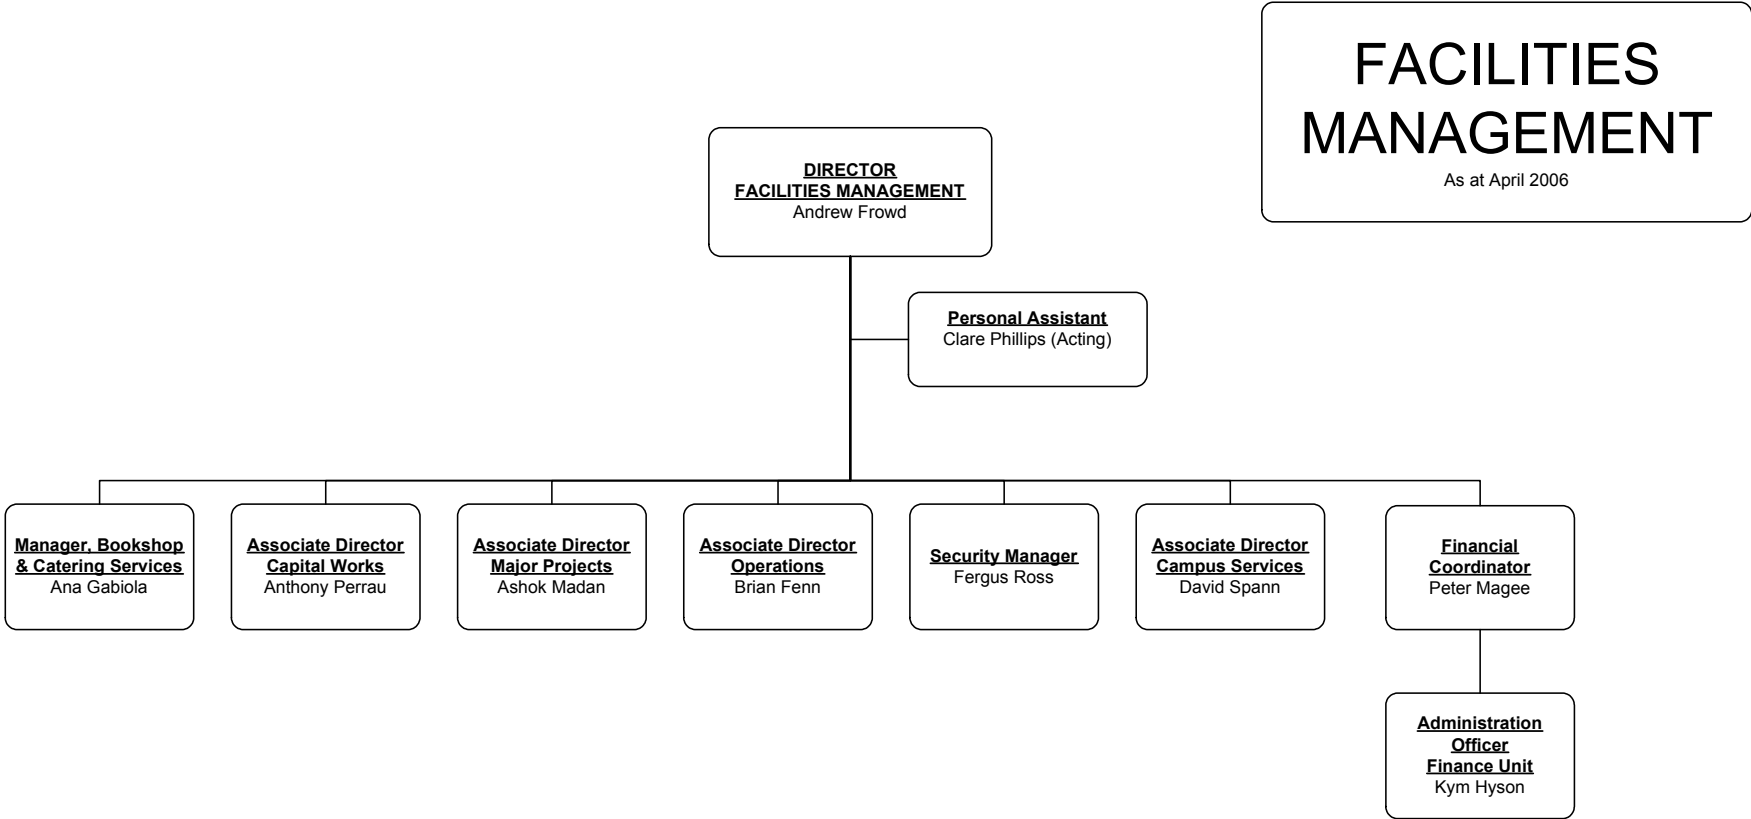 FACILITIES
MANAGEMENT
As at April 2006
DIRECTOR
FACILITIES MANAGEMENT
Andrew Frowd
Personal Assistant
Clare Phillips (Acting)
Manager, Bookshop
& Catering Services
Ana Gabiola
Associate Director
Capital Works
Anthony Perrau
Associate Director
Major Projects
Ashok Madan
Associate Director
Operations
Brian Fenn
Security Manager
Fergus Ross
Associate Director
Campus Services
David Spann
Financial
Coordinator
Peter Magee
Administration
Officer
Finance Unit
Kym Hyson